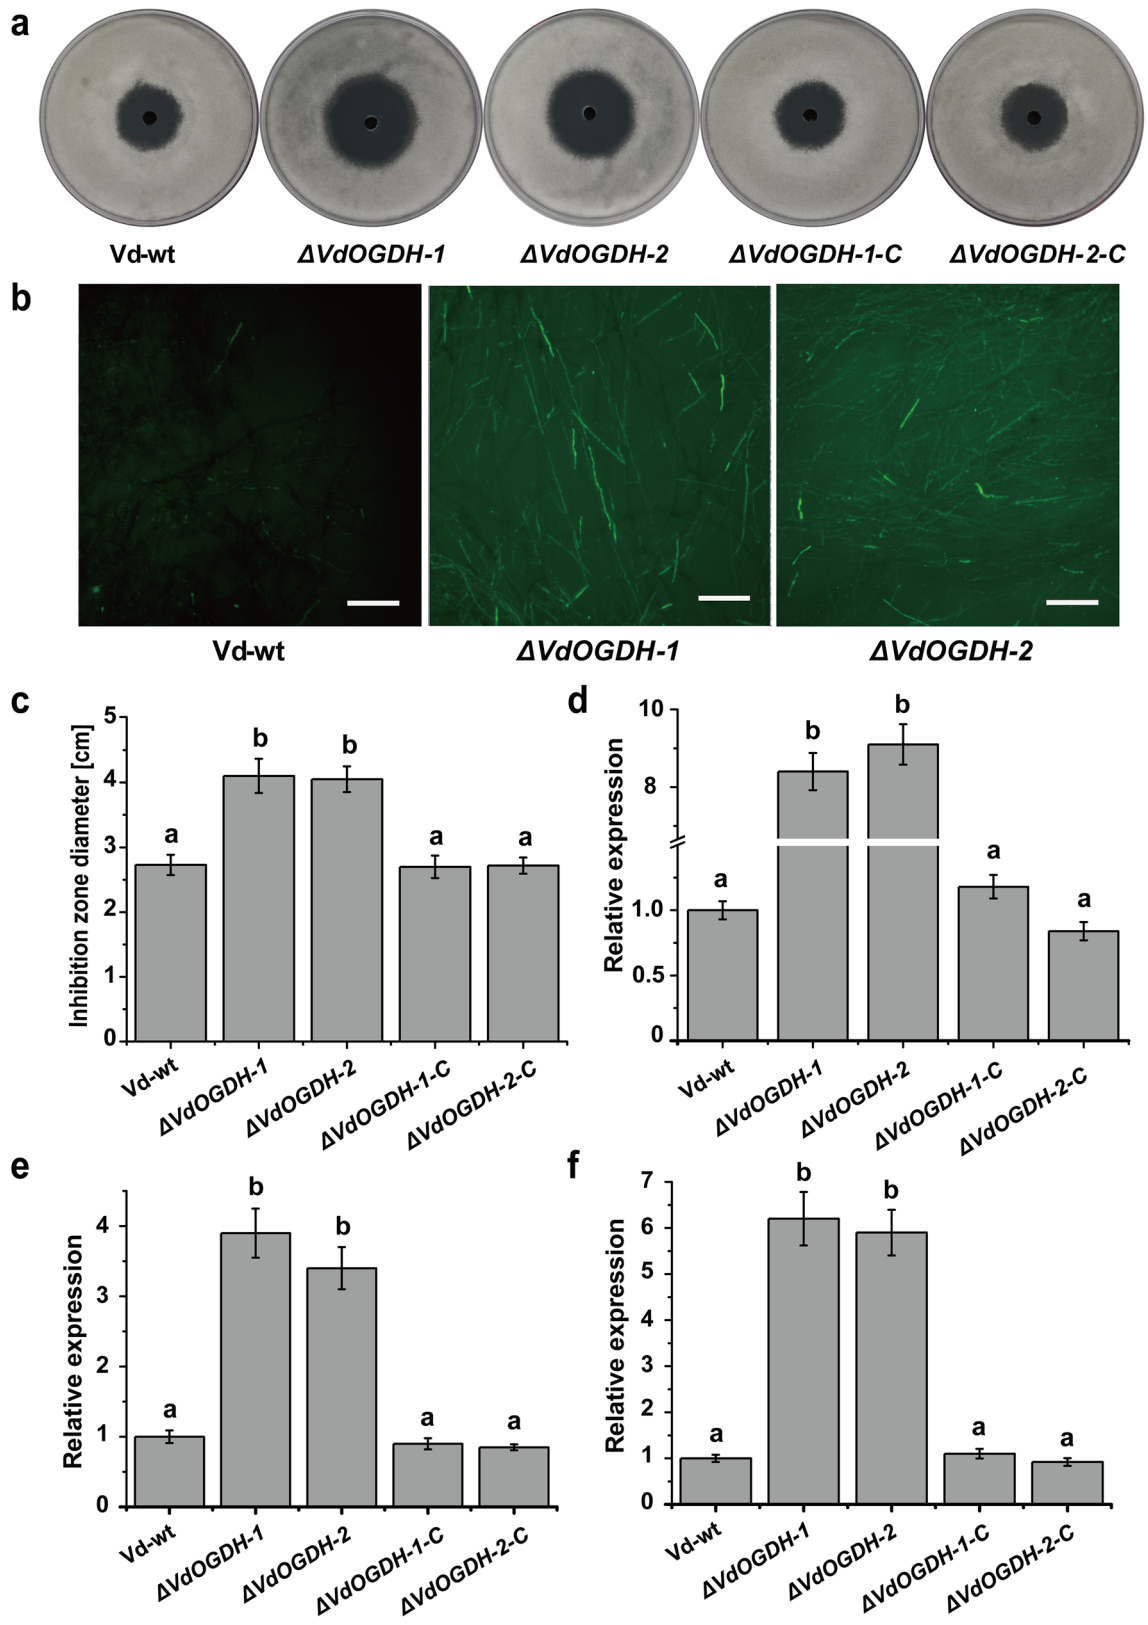 a
Vd-wt ΔVdOGDH-1 ΔVdOGDH-2 ΔVdOGDH-1-C ΔVdOGDH-2-C
b
Vd-wt ΔVdOGDH-1 ΔVdOGDH-2
c
Inhibition zone diameter [cm]
5
4
3
2
1
0
a b b a a
Vd-wt ΔVdOGDH-1 ΔVdOGDH-2 ΔVdOGDH-1-C ΔVdOGDH-2-C
d
Relative expression
10
8
1.0
0.5
0
a b b a a
Vd-wt ΔVdOGDH-1 ΔVdOGDH-2 ΔVdOGDH-1-C ΔVdOGDH-2-C
e
Relative expression
4
3
2
1
0
a b b a a
Vd-wt ΔVdOGDH-1 ΔVdOGDH-2 ΔVdOGDH-1-C ΔVdOGDH-2-C
f
Relative expression
7
6
5
4
3
2
1
0
a b b a a
Vd-wt ΔVdOGDH-1 ΔVdOGDH-2 ΔVdOGDH-1-C ΔVdOGDH-2-C